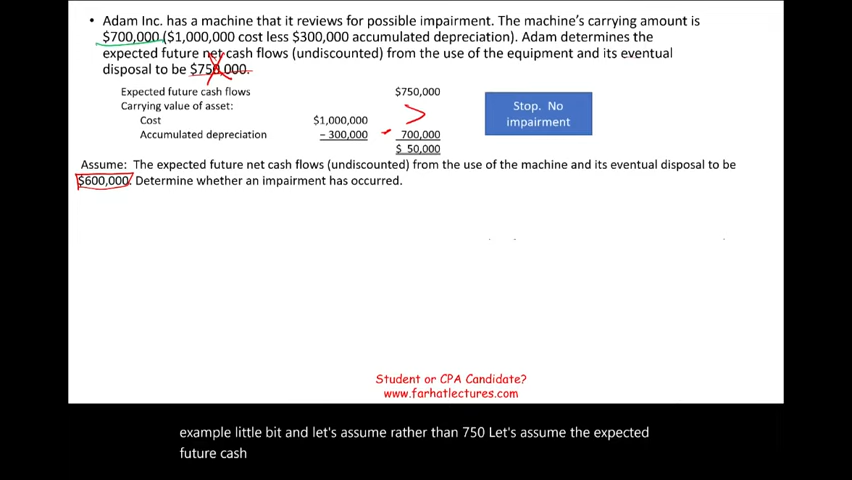 • Adam Inc. has a machine that it reviews for possible impairment. The machine's carrying amount is
$700,000 ($1,000,000 cost less $300,000 accumulated depreciation). Adam determines the
expected future net cash flows (undiscounted) from the use of the equipment and its eventual
disposal to be $750,000.
Expected future cash flows $750,000
Carrying value of asset:
Cost $1,000,000
Accumulated depreciation – 300,000 700,000
$ 50,000
Stop. No
impairment
Assume: The expected future net cash flows (undiscounted) from the use of the machine and its eventual disposal to be
$600,000. Determine whether an impairment has occurred.
Student or CPA Candidate?
www.farhatlectures.com
example little bit and let's assume rather than 750 Let's assume the expected
future cash